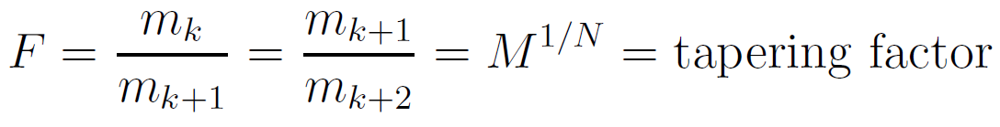 F = m_k / m_{k+1} = m_{k+1} / m_{k+2} = M^{1/N} = tapering factor